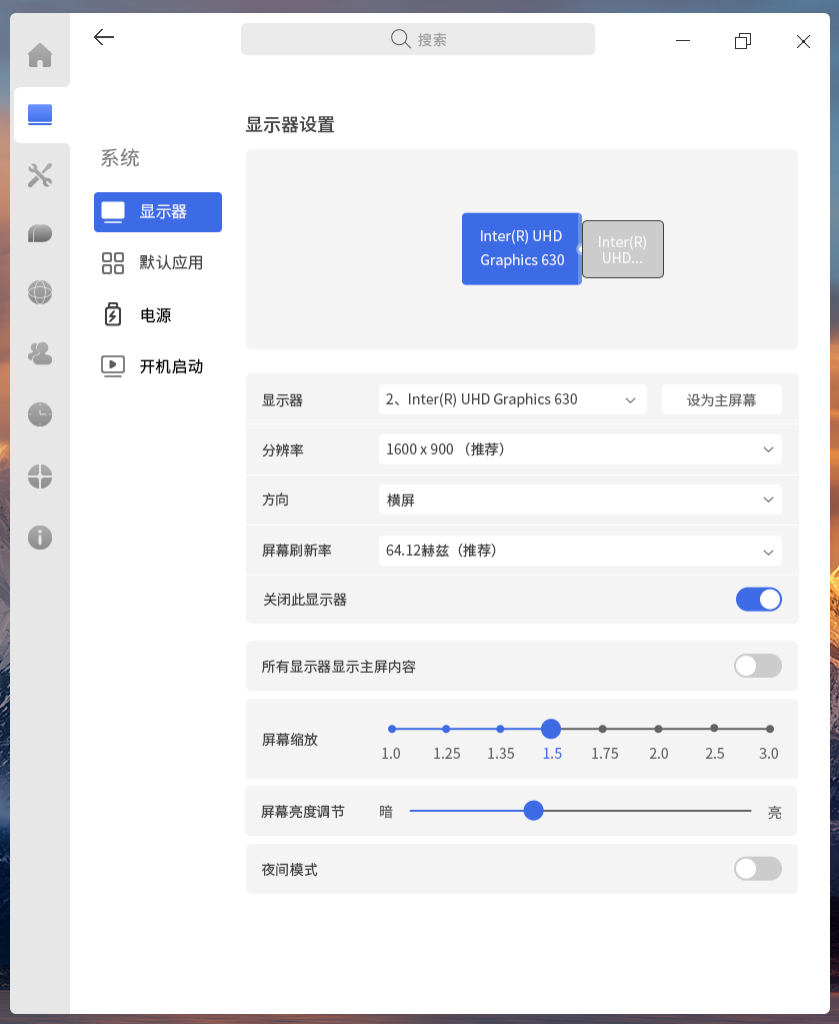 搜索
显示器设置
系统
显示器
默认应用
电源
开机启动
Inter(R) UHD
Graphics 630
Inter(R)
UHD...
显示器
2、Inter(R) UHD Graphics 630
设为主屏幕
分辨率
1600 x 900 （推荐）
方向
横屏
屏幕刷新率
64.12赫兹（推荐）
关闭此显示器
所有显示器显示主屏内容
屏幕缩放
1.0 1.25 1.35 1.5 1.75 2.0 2.5 3.0
屏幕亮度调节
暗
亮
夜间模式